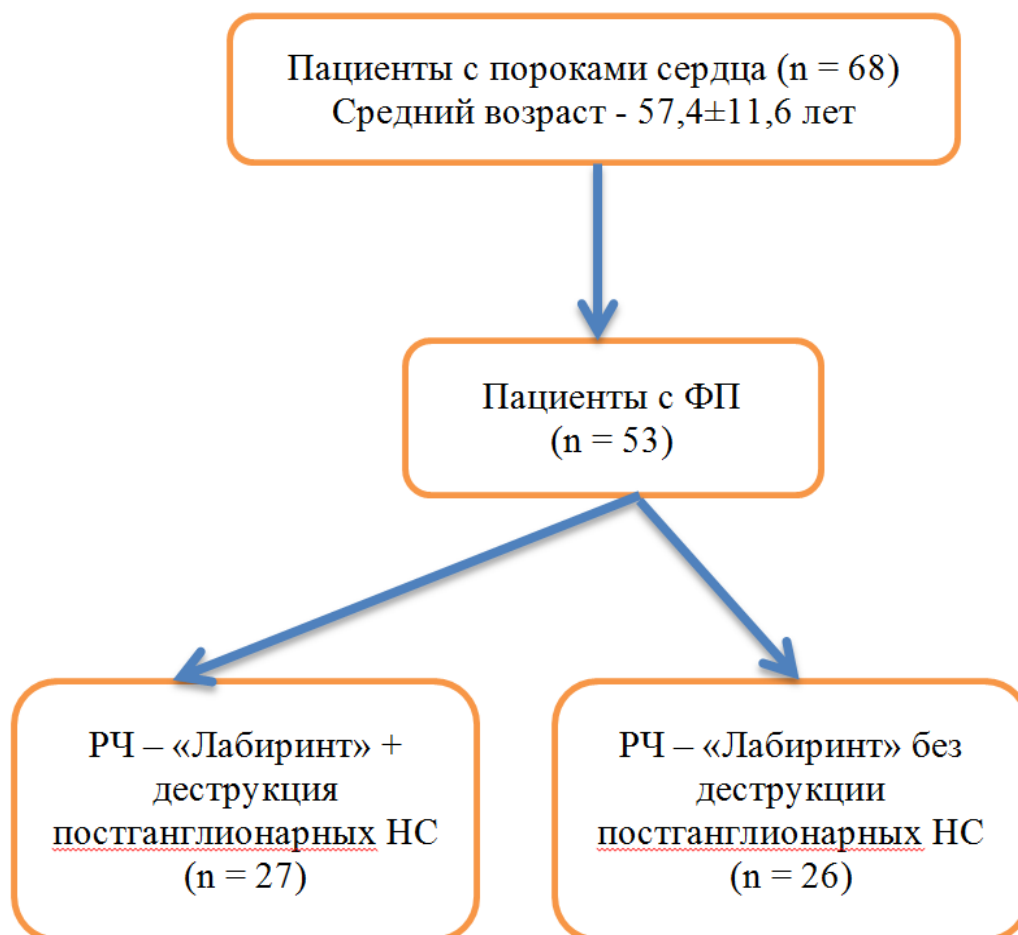 Пациенты с пороками сердца (n = 68)
Средний возраст - 57,4±11,6 лет
Пациенты с ФП
(n = 53)
РЧ – «Лабиринт» +
деструкция
постганглионарных НС
(n = 27)
РЧ – «Лабиринт» без
деструкции
постганглионарных НС
(n = 26)